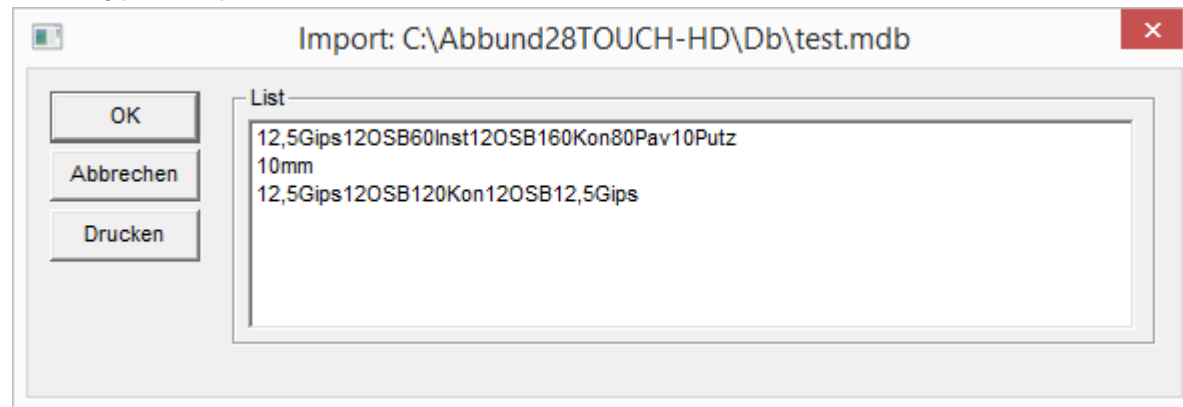 Import: C:\Abbund28TOUCH-HD\Db\test.mdb
OK
Abbrechen
Drucken
List
12,5Gips12OSB60Inst12OSB160Kon80Pav10Putz
10mm
12,5Gips12OSB120Kon12OSB12,5Gips